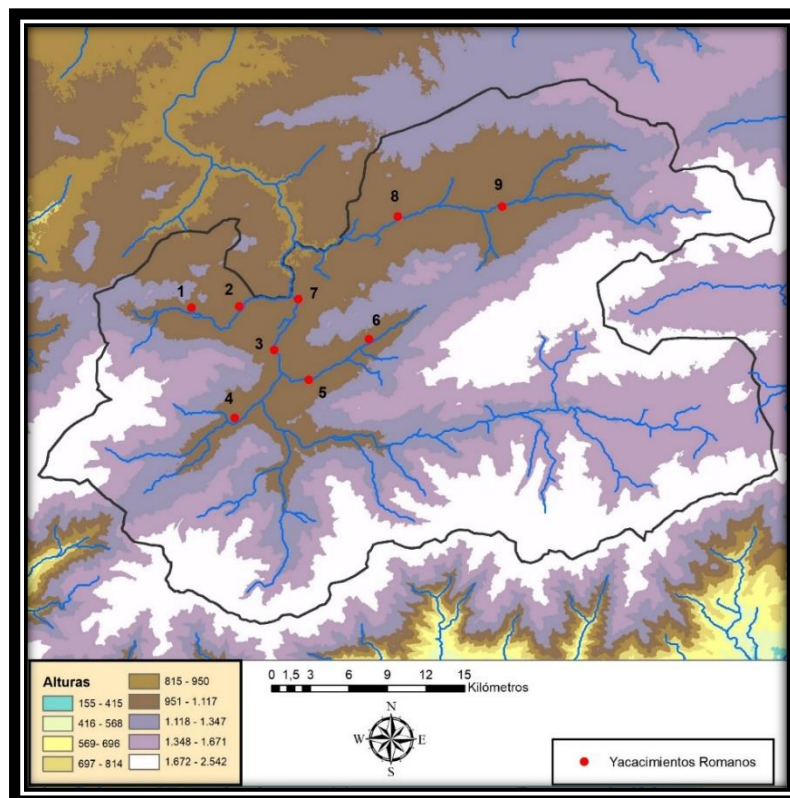 8
9
1
2
7
3
6
5
4
Alturas
155 - 415
416 - 568
569- 696
697 - 814
815 - 950
951 - 1.117
1.118 - 1.347
1.348 - 1.671
1.672 - 2.542
0 1,5 3 6 9 12 15
Kilómetros
N
W E
S
Yacacimientos Romanos